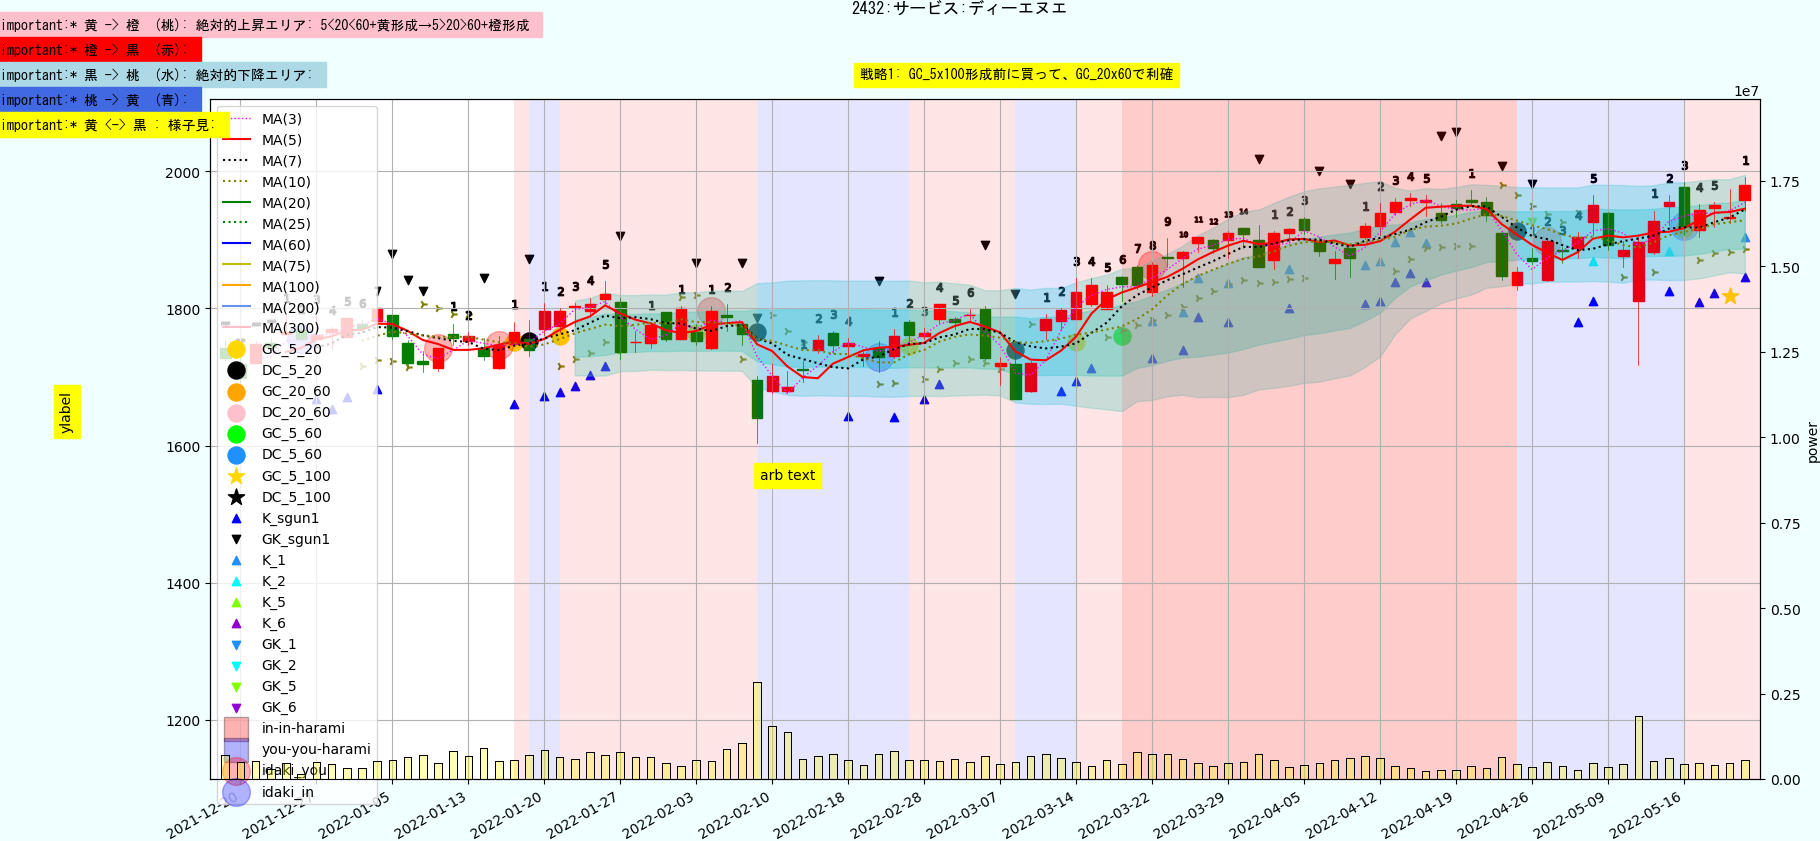 2432:サービス:ディーエヌエ
important:* 黄 -> 橙 (桃): 絶対的上昇エリア: 5<20<60+黄形成→5>20>60+橙形成
important:* 橙 -> 黒 (赤):
important:* 黒 -> 桃 (水): 絶対的下降エリア:
important:* 桃 -> 黄 (青):
important:* 黄 <-> 黒 : 様子見:
戦略1: GC_5x100形成前に買って、GC_20x60で利確
1e7
MA(3)
MA(5)
MA(7)
MA(10)
MA(20)
MA(25)
MA(60)
MA(75)
MA(100)
MA(200)
MA(300)
GC_5_20
DC_5_20
GC_20_60
DC_20_60
GC_5_60
DC_5_60
GC_5_100
DC_5_100
K_sgun1
GK_sgun1
K_1
K_2
K_5
K_6
GK_1
GK_2
GK_5
GK_6
in-in-harami
you-you-harami
idaki_you
idaki_in
2000
1800
1600
1400
1200
ylabel
arb text
1.75
1.50
1.25
1.00
0.75
0.50
0.25
0.00
power
2022-01-05
2022-01-13
2022-01-20
2022-01-27
2022-02-03
2022-02-10
2022-02-18
2022-02-28
2022-03-07
2022-03-14
2022-03-22
2022-03-29
2022-04-05
2022-04-12
2022-04-19
2022-04-26
2022-05-09
2022-05-16